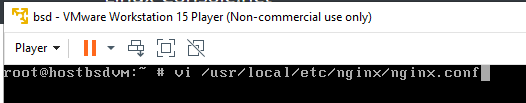 bsd - VMware Workstation 15 Player (Non-commercial use only)
Player
root@hostbsdvm:~ # vi /usr/local/etc/nginx/nginx.conf